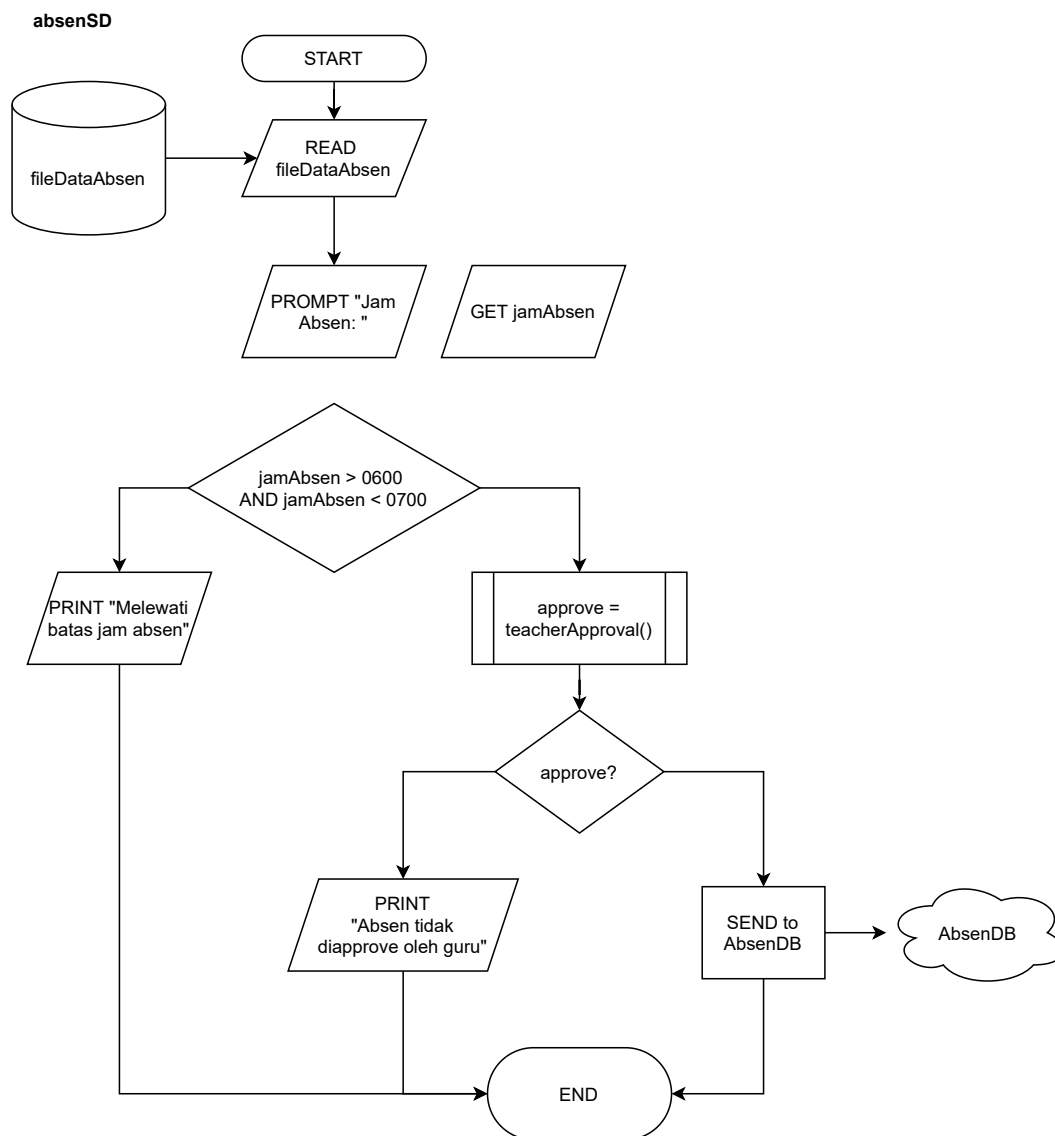 absenSD
START
fileDataAbsen
READ
fileDataAbsen
PROMPT "Jam
Absen: "
GET jamAbsen
jamAbsen > 0600
AND jamAbsen < 0700
PRINT "Melewati
batas jam absen"
approve =
teacherApproval()
approve?
PRINT
"Absen tidak
diapprove oleh guru"
SEND to
AbsenDB
AbsenDB
END